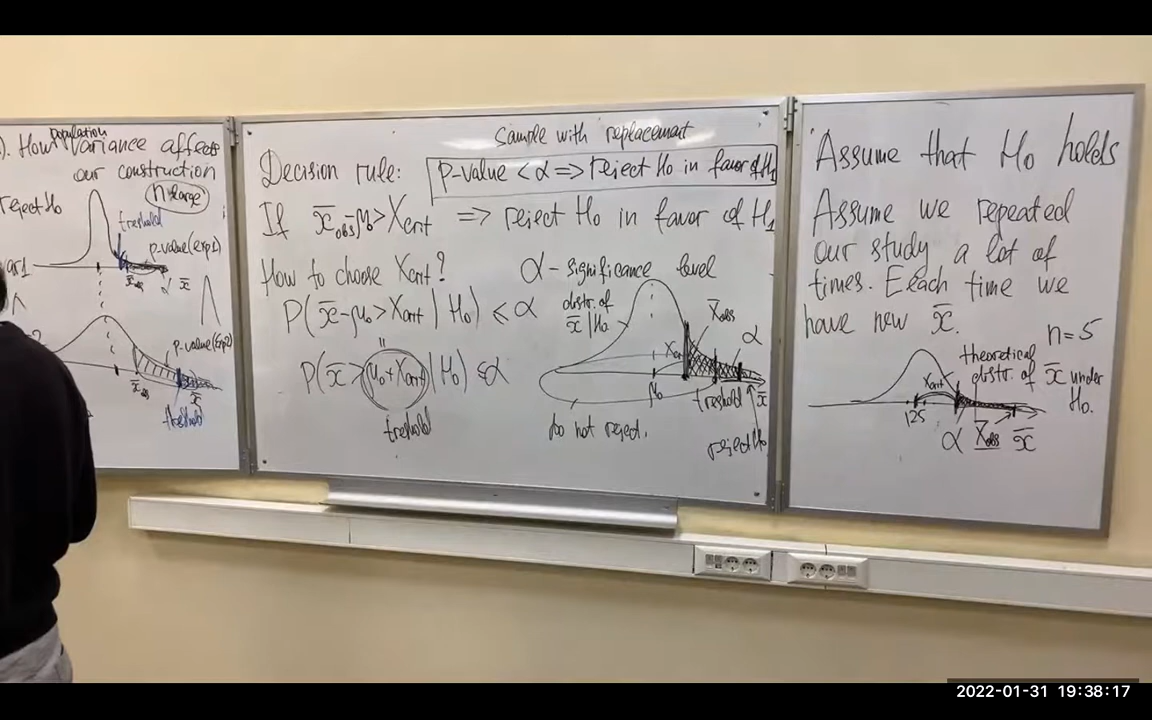 population
). How variance affects
our construction
n large
reject H₀
treshold
p-value(exp1)
var1
x̄
p-value(exp2)
x̄obs
x̄
treshold
Sample with replacement
Decision rule:
p-value < α => reject H₀ in favor of H₁
If x̄obs - μ₀ > Xcrit => reject H₀ in favor of H₁
How to choose Xcrit?
α - significance level
P(x̄ - μ₀ > Xcrit | H₀) ≤ α
distr. of
x̄ | H₀
x̄obs
α
Xcrit
P(x̄ > μ₀ + Xcrit | H₀) ≤ α
treshold
μ₀
treshold
x̄
Do not reject.
reject H₀
Assume that H₀ holds
Assume we repeated
our study a lot of
times. Each time we
have new x̄.
n = 5
theoretical
distr. of x̄ under
H₀.
Xcrit
125
α
x̄obs
x̄
2022-01-31 19:38:17